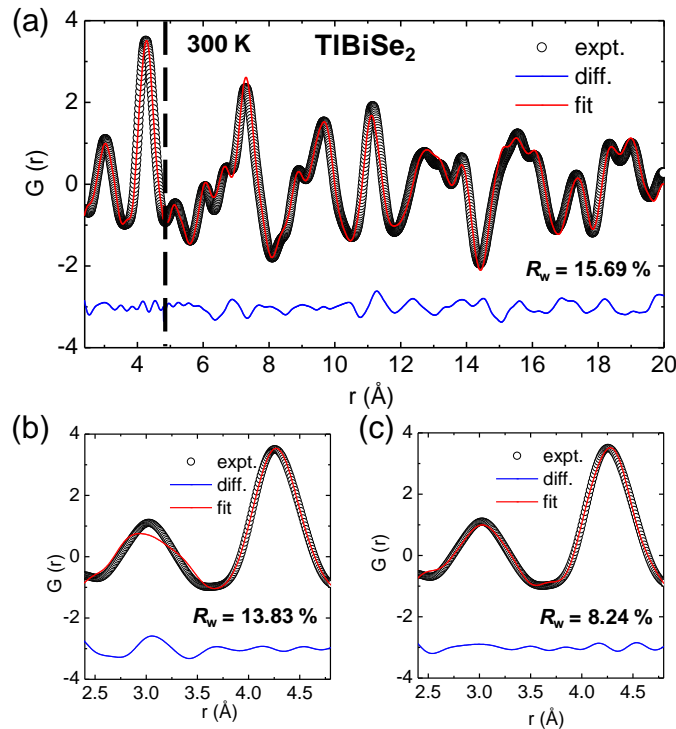 (a)
300 K
TlBiSe₂
expt.
diff.
fit
4
2
0
-2
-4
G (r)
R_w = 15.69 %
4 6 8 10 12 14 16 18 20
r (Å)
(b)
expt.
diff.
fit
4
2
0
-2
-4
G (r)
R_w = 13.83 %
2.5 3.0 3.5 4.0 4.5
r (Å)
(c)
expt.
diff.
fit
4
2
0
-2
-4
G (r)
R_w = 8.24 %
2.5 3.0 3.5 4.0 4.5
r (Å)